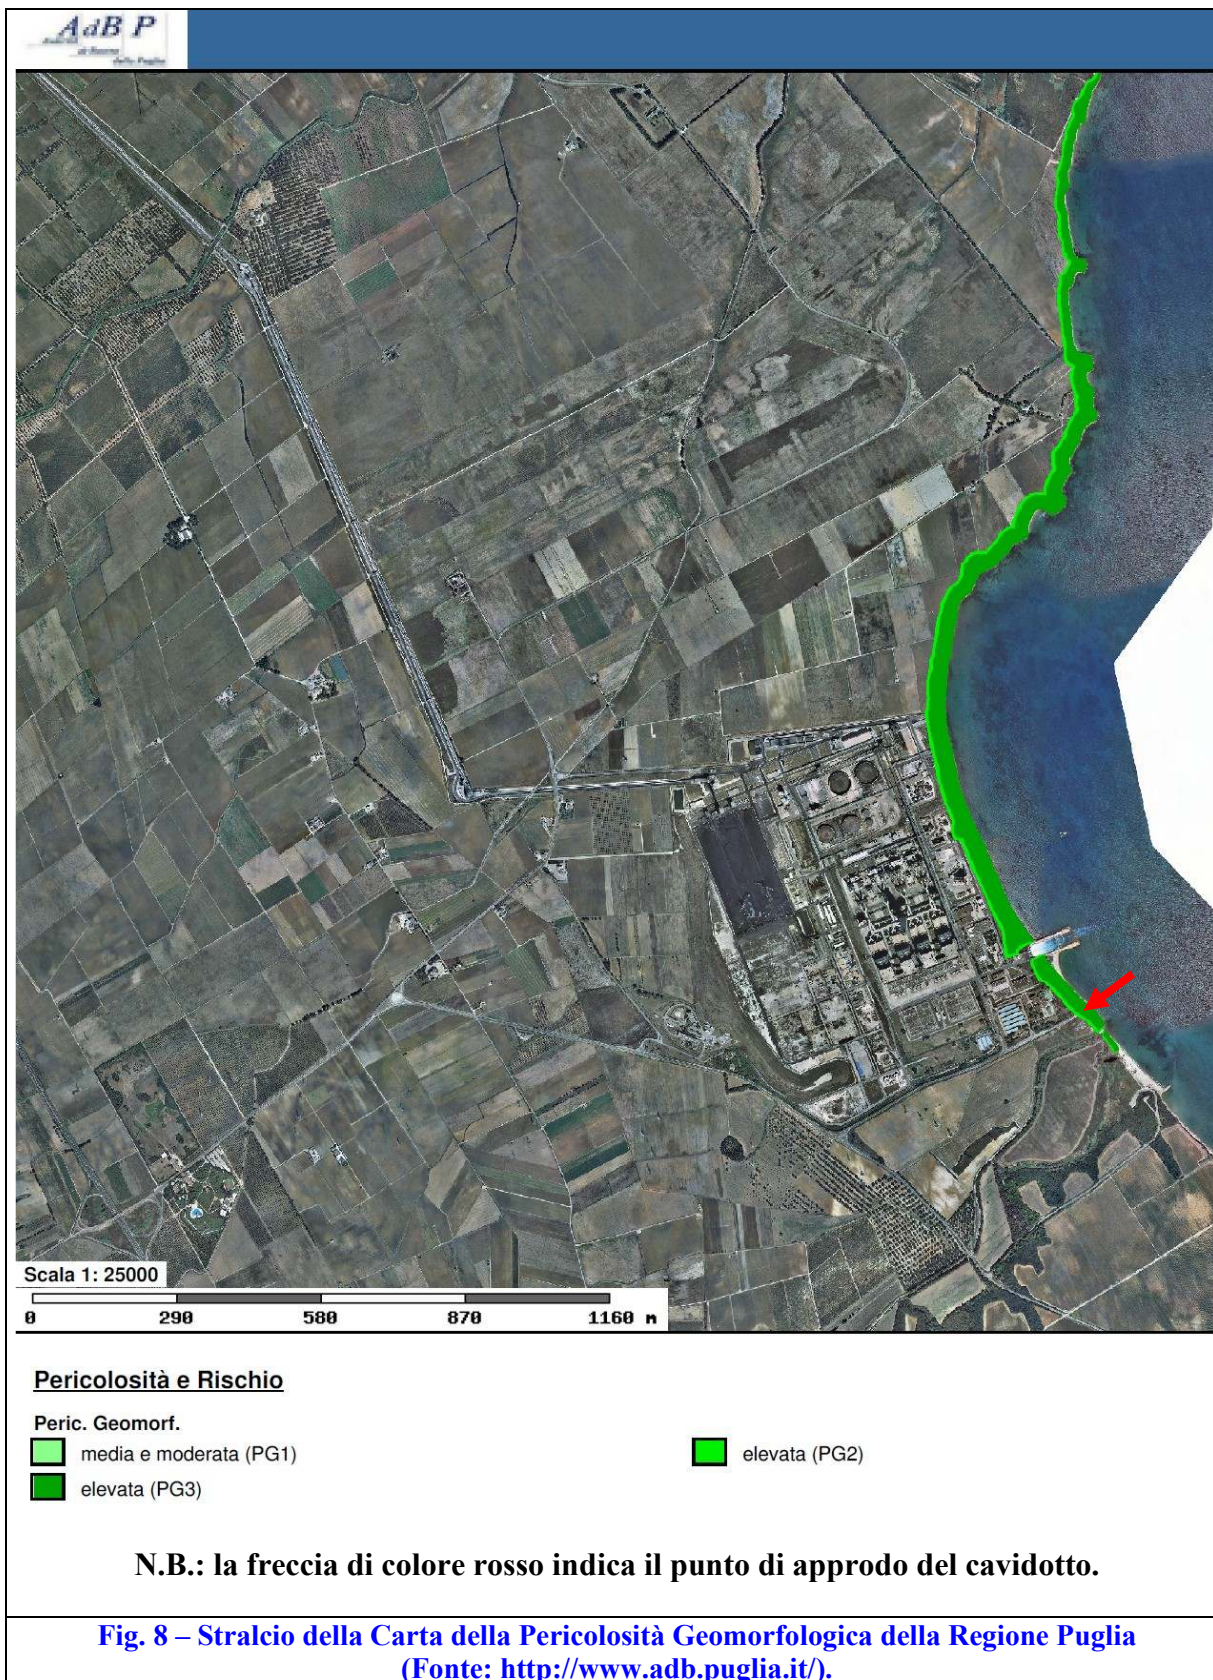 AdB P
della Puglia
Scala 1: 25000
0 290 580 870 1160 m
Pericolosità e Rischio
Peric. Geomorf.
media e moderata (PG1)
elevata (PG2)
elevata (PG3)
N.B.: la freccia di colore rosso indica il punto di approdo del cavidotto.
Fig. 8 – Stralcio della Carta della Pericolosità Geomorfologica della Regione Puglia
(Fonte: http://www.adb.puglia.it/).